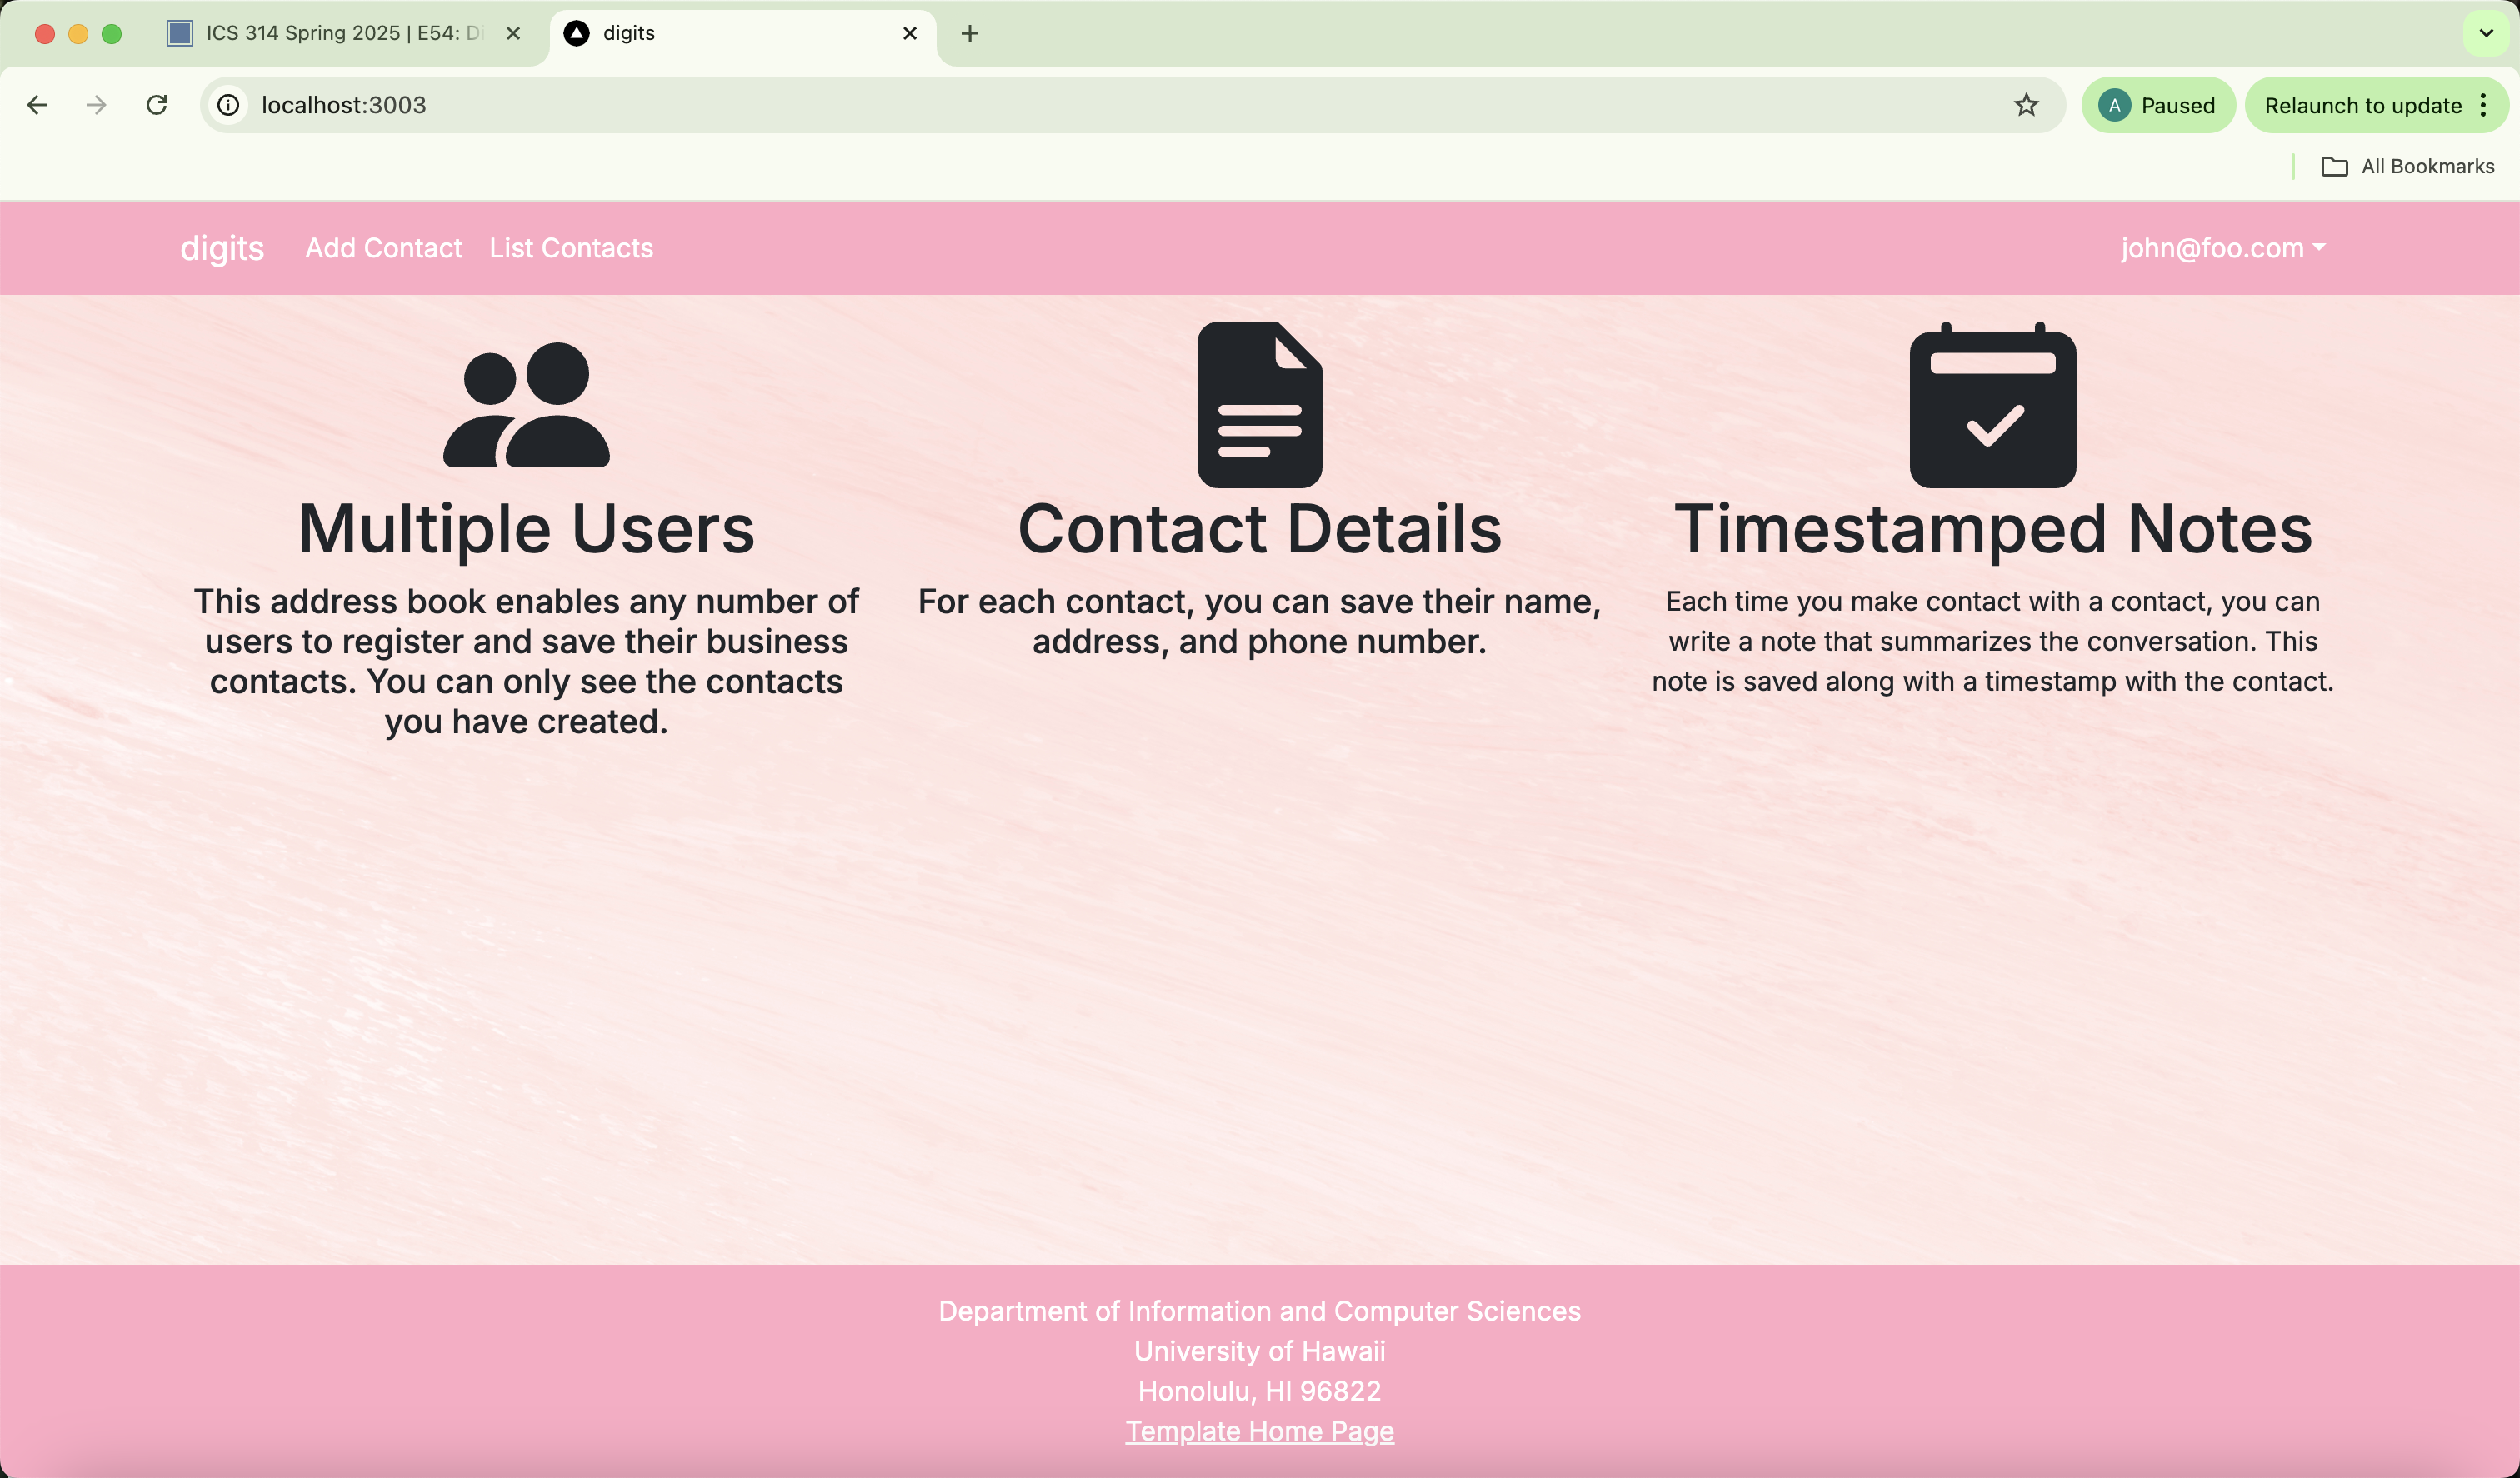 ICS 314 Spring 2025 | E54: Di
digits
localhost:3003
A Paused
Relaunch to update
All Bookmarks
digits Add Contact List Contacts john@foo.com
Multiple Users
This address book enables any number of
users to register and save their business
contacts. You can only see the contacts
you have created.
Contact Details
For each contact, you can save their name,
address, and phone number.
Timestamped Notes
Each time you make contact with a contact, you can
write a note that summarizes the conversation. This
note is saved along with a timestamp with the contact.
Department of Information and Computer Sciences
University of Hawaii
Honolulu, HI 96822
Template Home Page